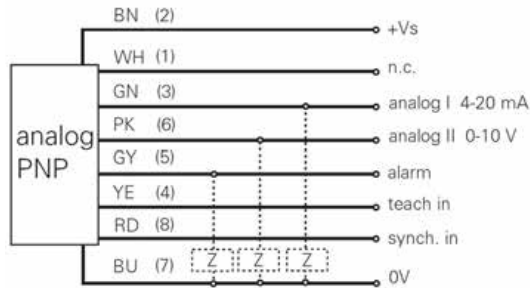 BN (2) +Vs
WH (1) n.c.
GN (3) analog I 4-20 mA
PK (6) analog II 0-10 V
analog
PNP
GY (5) alarm
YE (4) teach in
RD (8) synch. in
Z Z Z
BU (7) 0V